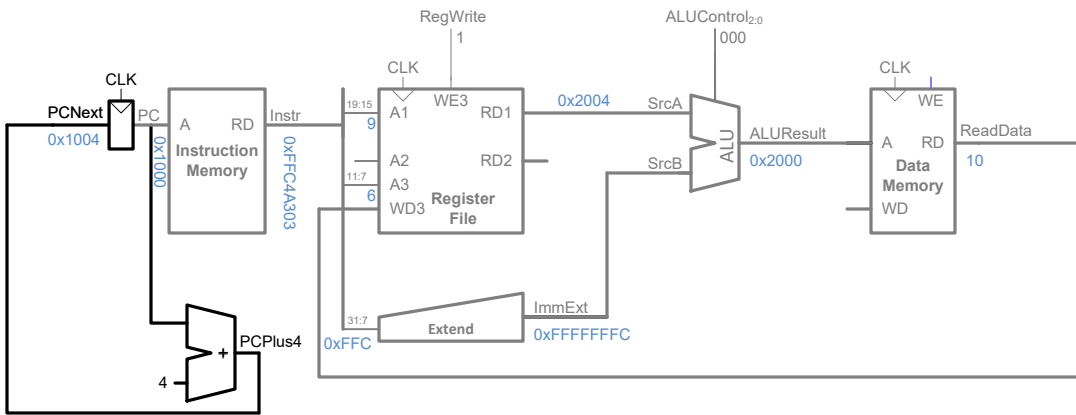 RegWrite
1
ALUControl2:0
000
CLK
PCNext
0x1004
PC
0x1000
A
RD
Instruction
Memory
Instr
0xFFC4A303
CLK
WE3
19:15
9
A1
RD1
0x2004
A2
RD2
11:7
A3
6
WD3
Register
File
SrcA
SrcB
ALU
ALUResult
0x2000
CLK
WE
A
RD
Data
Memory
WD
ReadData
10
31:7
0xFFC
Extend
ImmExt
0xFFFFFFFC
+
PCPlus4
4